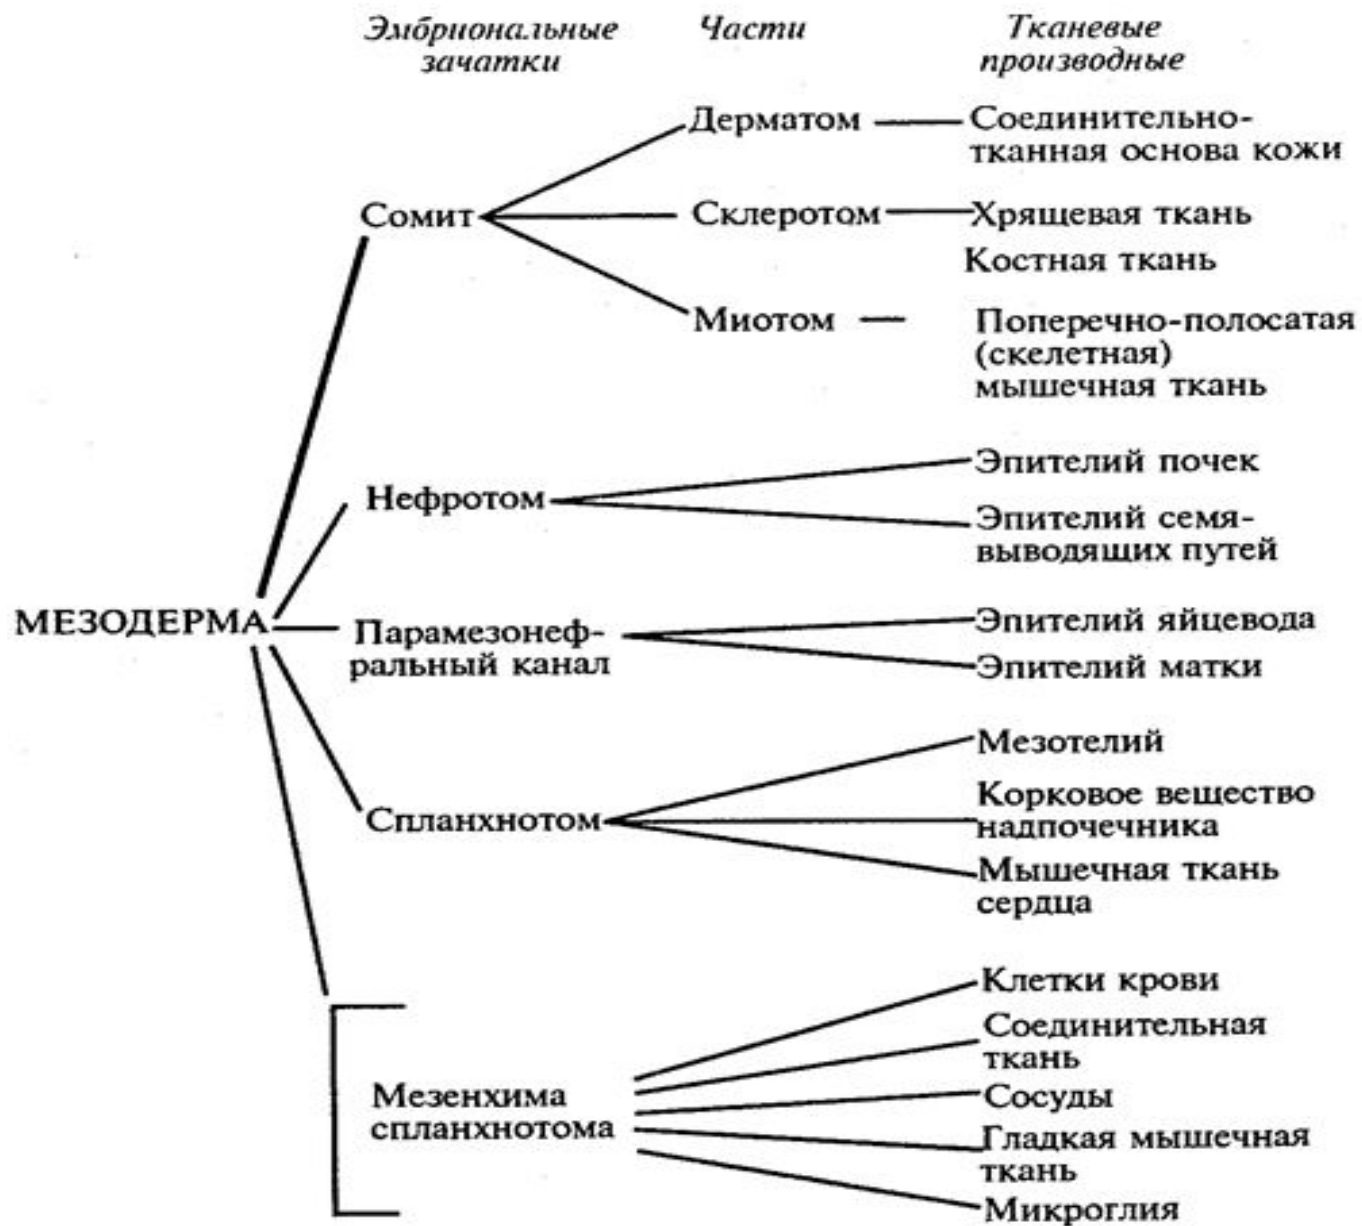 Эмбриональные зачатки
Части
Тканевые производные
Дерматом
Соединительно-
тканная основа кожи
Сомит
Склеротом
Хрящевая ткань
Костная ткань
Миотом
Поперечно-полосатая
(скелетная)
мышечная ткань
Нефротом
Эпителий почек
Эпителий семя-
выводящих путей
МЕЗОДЕРМА
Парамезонеф-
ральный канал
Эпителий яйцевода
Эпителий матки
Спланхнотом
Мезотелий
Корковое вещество
надпочечника
Мышечная ткань
сердца
Мезенхима
спланхнотома
Клетки крови
Соединительная
ткань
Сосуды
Гладкая мышечная
ткань
Микроглия